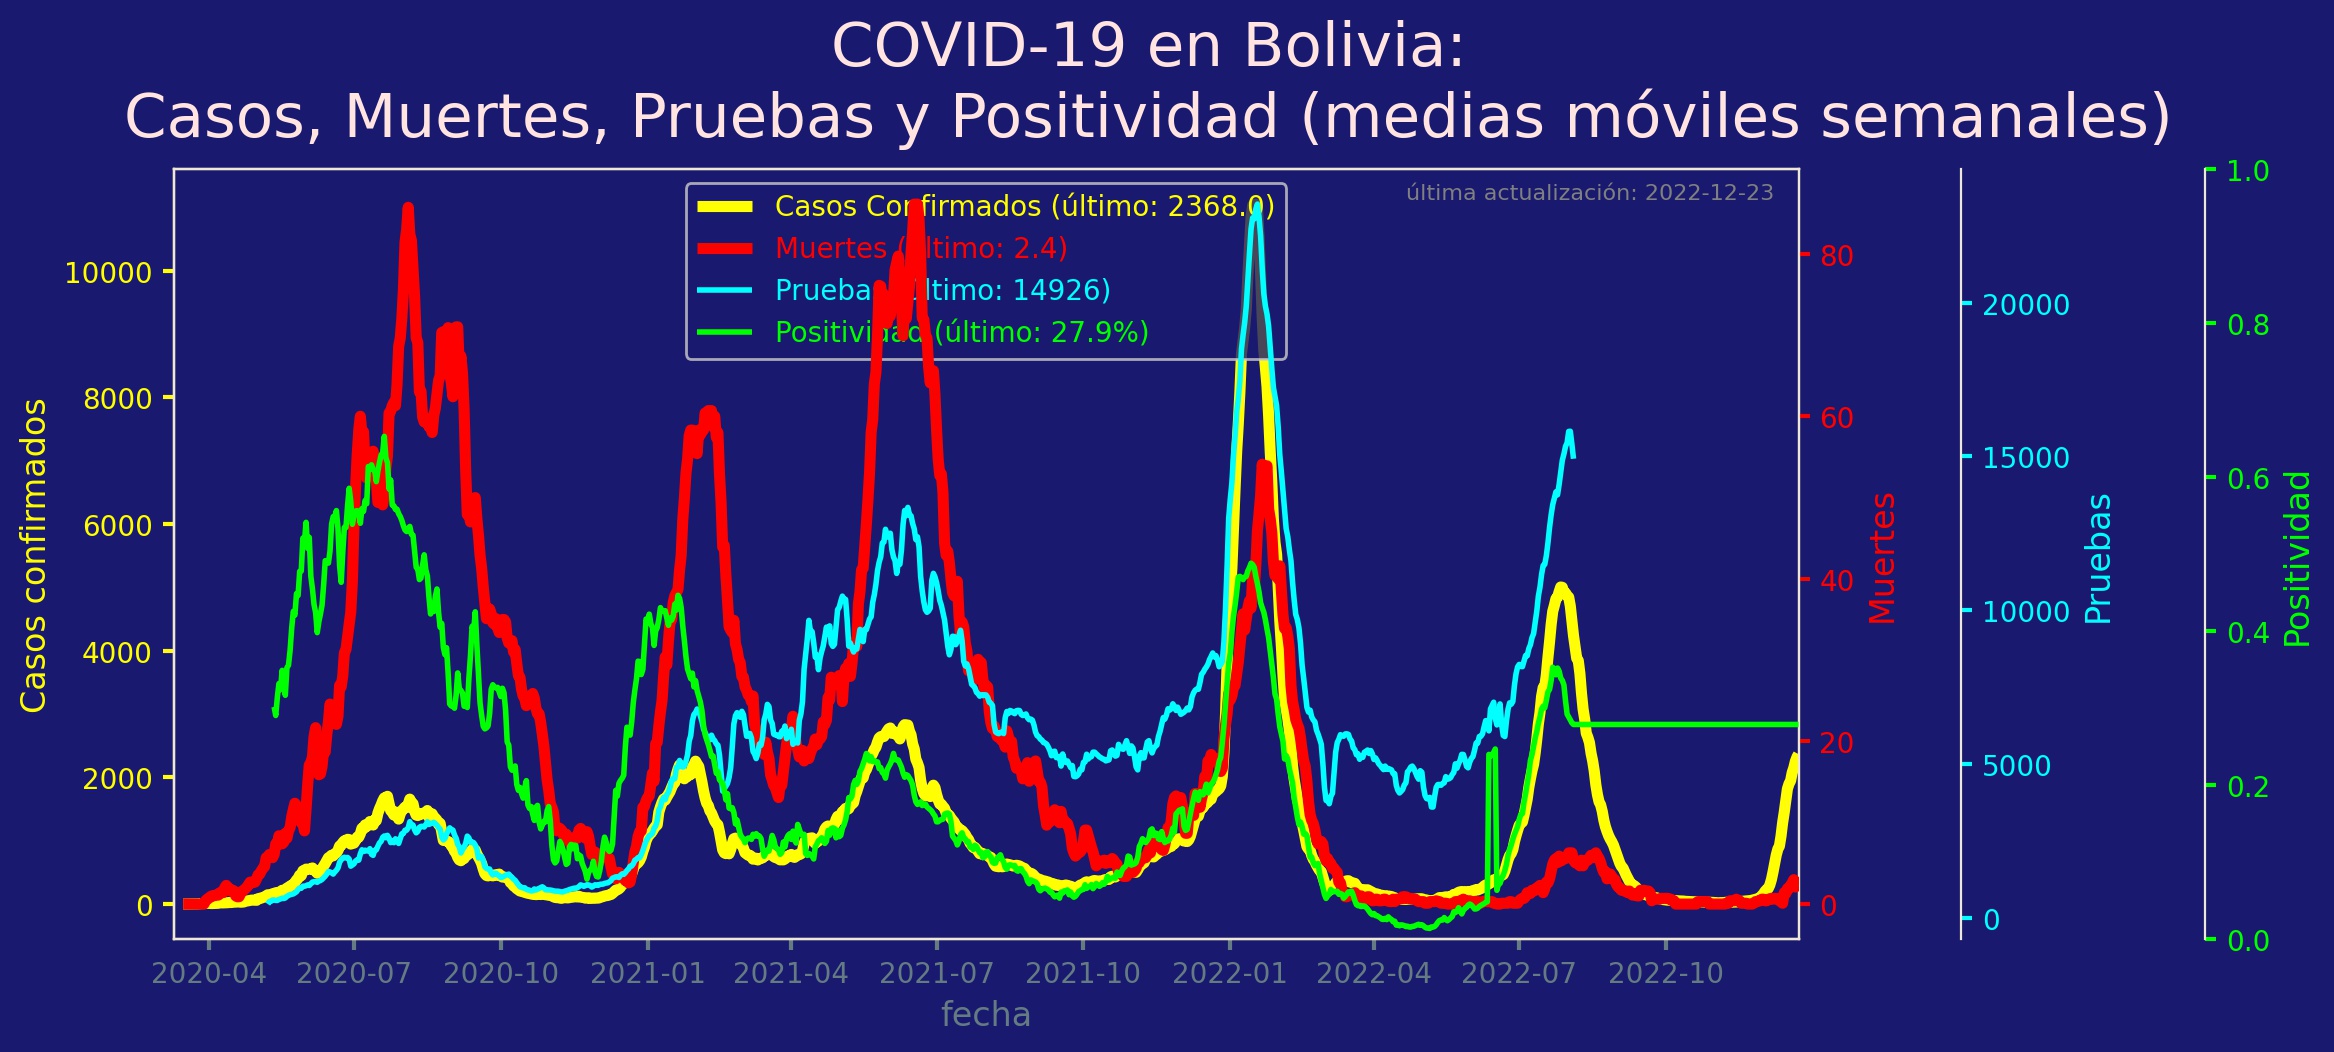 COVID-19 en Bolivia:
Casos, Muertes, Pruebas y Positividad (medias móviles semanales)
Casos Confirmados (último: 2368.0)
Muertes (último: 2.4)
Pruebas (último: 14926)
Positividad (último: 27.9%)
última actualización: 2022-12-23
Casos confirmados
10000
8000
6000
4000
2000
0
80
60
40
20
0
Muertes
20000
15000
10000
5000
0
Pruebas
1.0
0.8
0.6
0.4
0.2
0.0
Positividad
2020-04 2020-07 2020-10 2021-01 2021-04 2021-07 2021-10 2022-01 2022-04 2022-07 2022-10
fecha